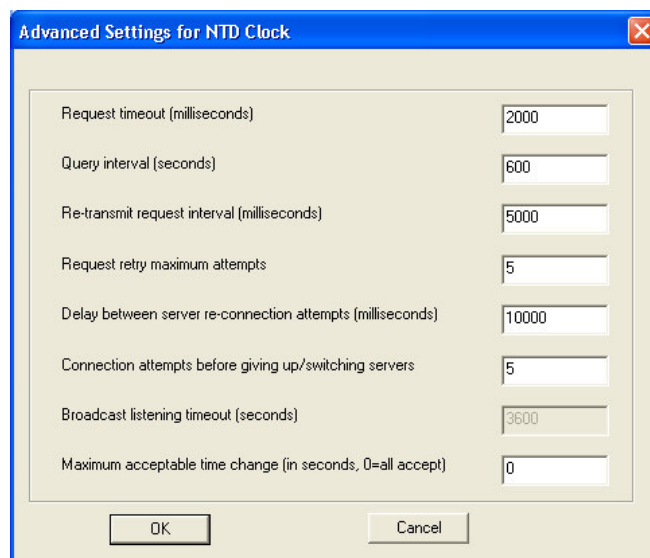 Advanced Settings for NTD Clock
Request timeout (milliseconds) 2000
Query interval (seconds) 600
Re-transmit request interval (milliseconds) 5000
Request retry maximum attempts 5
Delay between server re-connection attempts (milliseconds) 10000
Connection attempts before giving up/switching servers 5
Broadcast listening timeout (seconds) 3600
Maximum acceptable time change (in seconds, 0=all accept) 0
OK Cancel